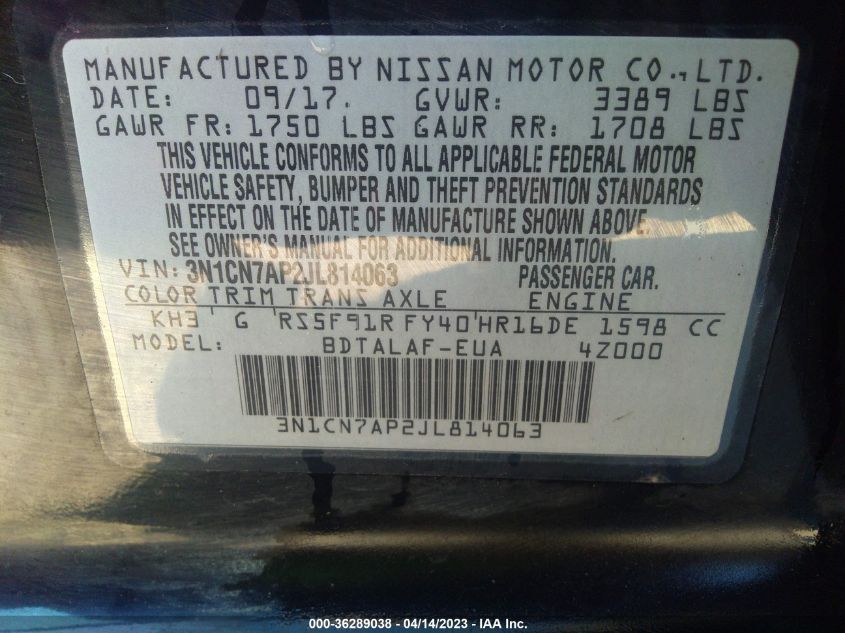 MANUFACTURED BY NISSAN MOTOR CO., LTD.
DATE: 09/17. GVWR: 3389 LBS
GAWR FR: 1750 LBS GAWR RR: 1708 LBS
THIS VEHICLE CONFORMS TO ALL APPLICABLE FEDERAL MOTOR
VEHICLE SAFETY, BUMPER AND THEFT PREVENTION STANDARDS
IN EFFECT ON THE DATE OF MANUFACTURE SHOWN ABOVE.
SEE OWNER'S MANUAL FOR ADDITIONAL INFORMATION.
VIN: 3N1CN7AP2JL814063 PASSENGER CAR.
COLOR TRIM TRANS AXLE ENGINE
KH3 G RS5F91R FY40 HR16DE 1598 CC
MODEL: BDTALAF-EUA 4Z000
3N1CN7AP2JL814063
000-36289038 - 04/14/2023 - IAA Inc.